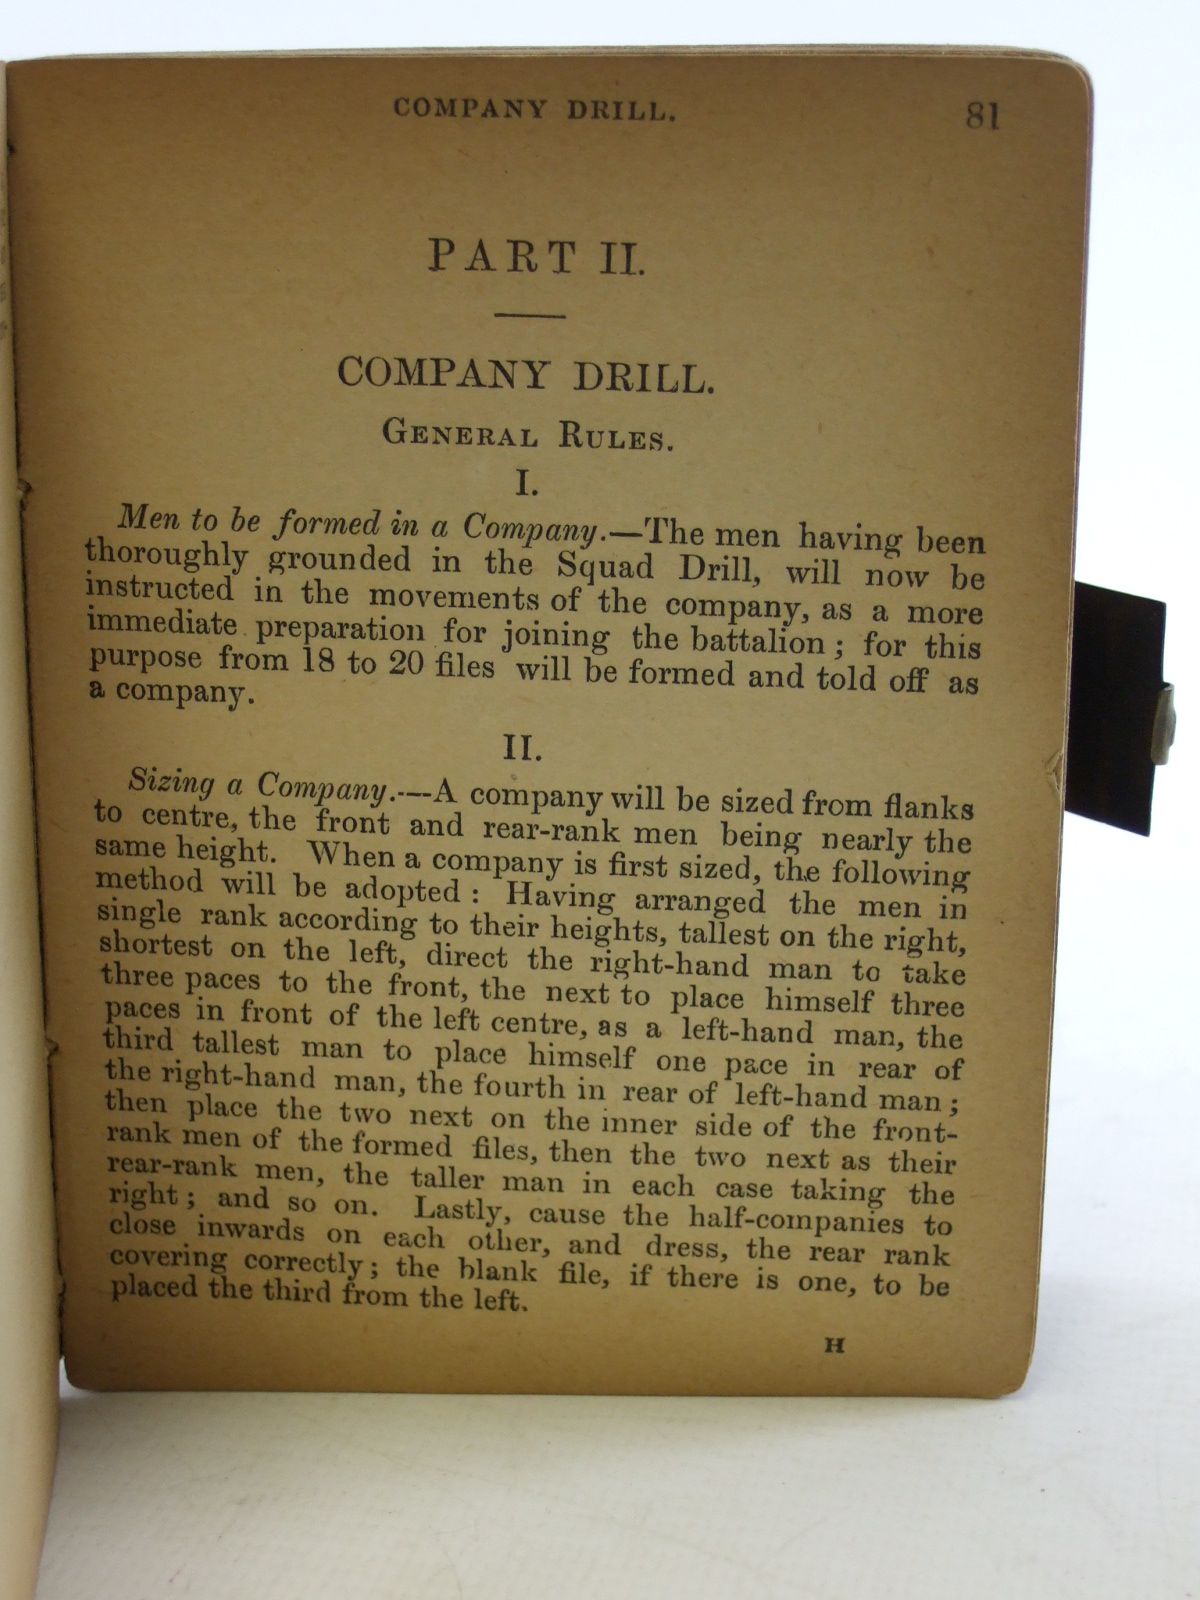 COMPANY DRILL. 81
PART II.
COMPANY DRILL.
GENERAL RULES.
I.
Men to be formed in a Company.—The men having been
thoroughly grounded in the Squad Drill, will now be
instructed in the movements of the company, as a more
immediate preparation for joining the battalion; for this
purpose from 18 to 20 files will be formed and told off as
a company.
II.
Sizing a Company.—A company will be sized from flanks
to centre, the front and rear-rank men being nearly the
same height. When a company is first sized, the following
method will be adopted: Having arranged the men in
single rank according to their heights, tallest on the right,
shortest on the left, direct the right-hand man to take
three paces to the front, the next to place himself three
paces in front of the left centre, as a left-hand man, the
third tallest man to place himself one pace in rear of
the right-hand man, the fourth in rear of left-hand man;
then place the two next on the inner side of the front-
rank men of the formed files, then the two next as their
rear-rank men, the taller man in each case taking the
right; and so on. Lastly, cause the half-companies to
close inwards on each other, and dress, the rear rank
covering correctly; the blank file, if there is one, to be
placed the third from the left.
H